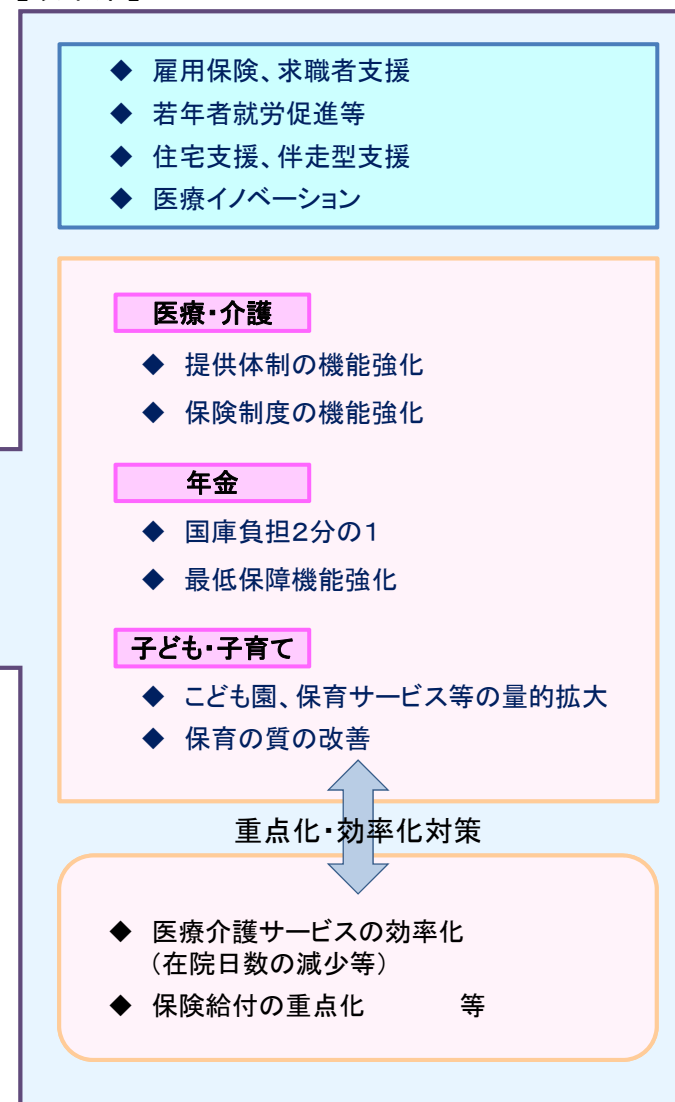 ◆ 雇用保険、求職者支援
◆ 若年者就労促進等
◆ 住宅支援、伴走型支援
◆ 医療イノベーション
医療・介護
◆ 提供体制の機能強化
◆ 保険制度の機能強化
年金
◆ 国庫負担2分の1
◆ 最低保障機能強化
子ども・子育て
◆ こども園、保育サービス等の量的拡大
◆ 保育の質の改善
重点化・効率化対策
◆ 医療介護サービスの効率化
（在院日数の減少等）
◆ 保険給付の重点化　　　等